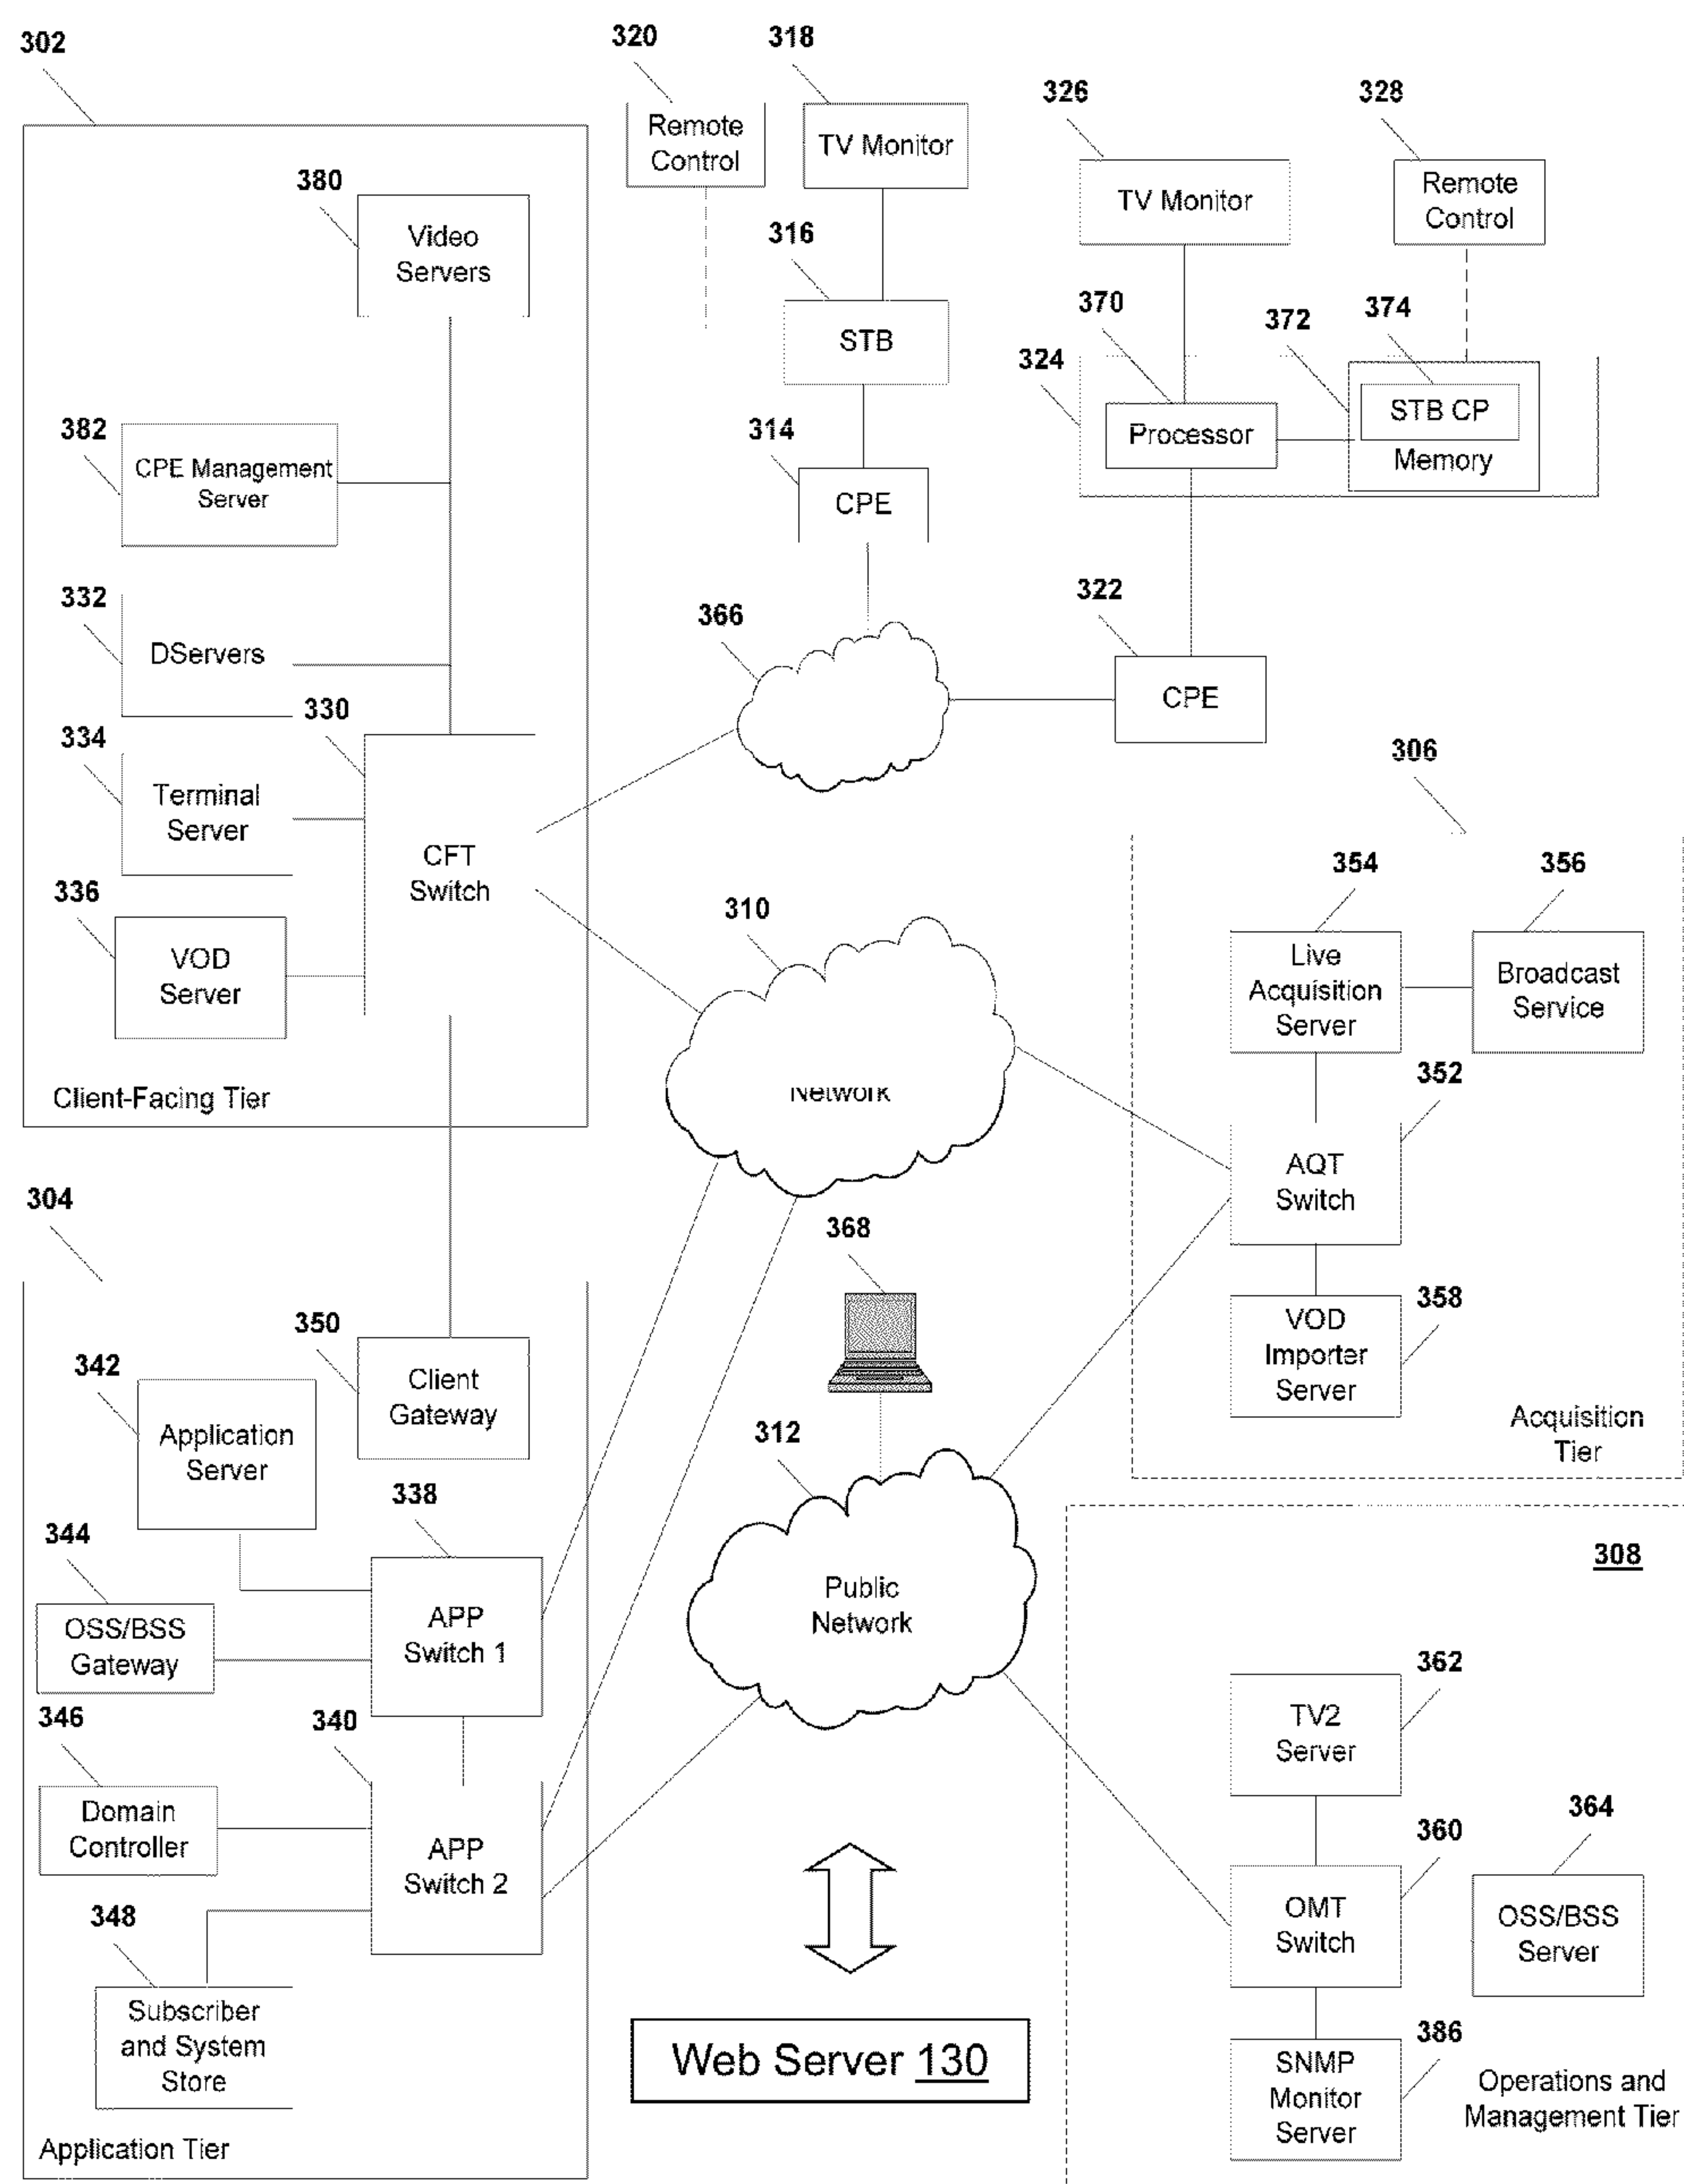 302
380
Video
Servers
382
CPE Management
Server
332
DServers
330
334
Terminal
Server
CFT
Switch
336
VOD
Server
Client-Facing Tier
320
Remote
Control
318
TV Monitor
316
STB
314
CPE
366
326
TV Monitor
328
Remote
Control
370
372
374
324
Processor
STB CP
Memory
322
CPE
310
Network
306
354
Live
Acquisition
Server
356
Broadcast
Service
352
AQT
Switch
358
VOD
Importer
Server
Acquisition
Tier
304
350
Client
Gateway
342
Application
Server
338
APP
Switch 1
344
OSS/BSS
Gateway
346
Domain
Controller
340
APP
Switch 2
348
Subscriber
and System
Store
Application Tier
368
312
Public
Network
Web Server 130
308
362
TV2
Server
360
OMT
Switch
364
OSS/BSS
Server
386
SNMP
Monitor
Server
Operations and
Management Tier